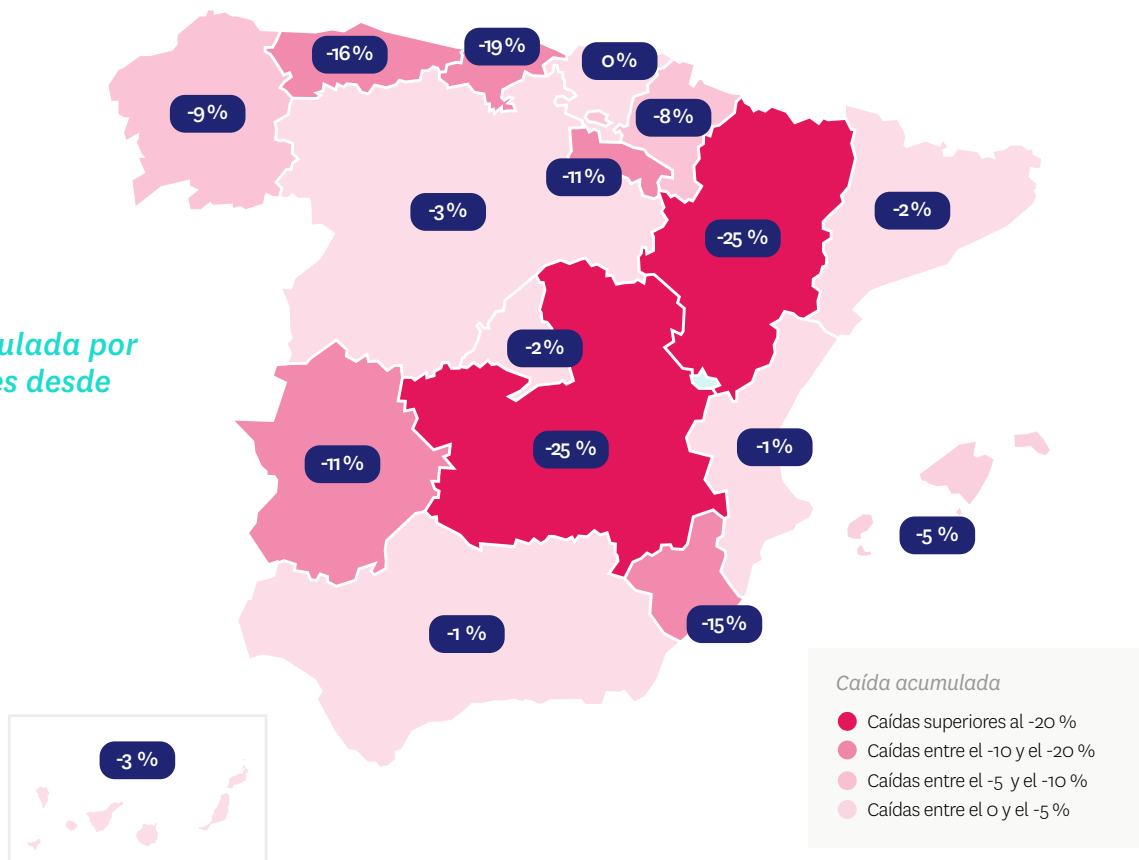 -16%
-19%
0%
-9%
-8%
-11%
-3%
-2%
-25 %
ulada por
es desde
-2%
-25 %
-1%
-11%
-5 %
-15%
-1 %
-3 %
Caída acumulada
Caídas superiores al -20 %
Caídas entre el -10 y el -20 %
Caídas entre el -5 y el -10 %
Caídas entre el 0 y el -5 %